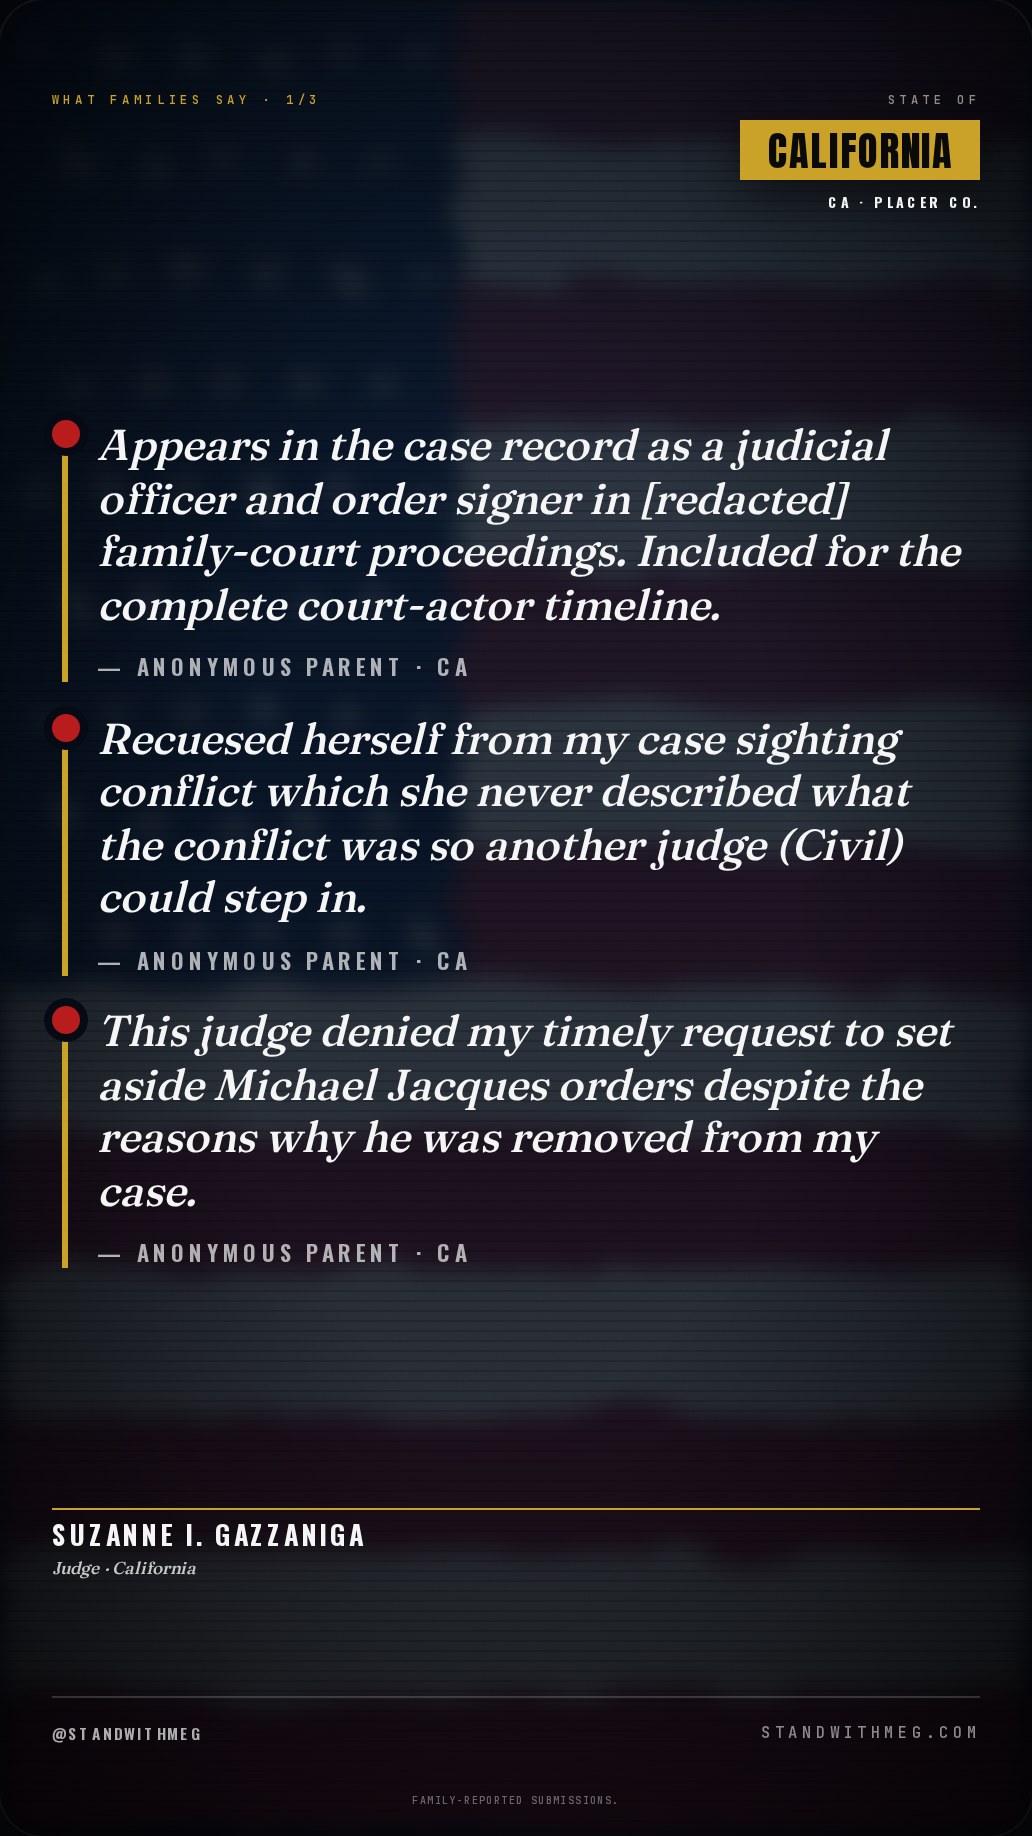 WHAT FAMILIES SAY · 1/3
STATE OF
CALIFORNIA
CA · PLACER CO.
Appears in the case record as a judicial
officer and order signer in [redacted]
family-court proceedings. Included for the
complete court-actor timeline.
— ANONYMOUS PARENT · CA
Recuesed herself from my case sighting
conflict which she never described what
the conflict was so another judge (Civil)
could step in.
— ANONYMOUS PARENT · CA
This judge denied my timely request to set
aside Michael Jacques orders despite the
reasons why he was removed from my
case.
— ANONYMOUS PARENT · CA
SUZANNE I. GAZZANIGA
Judge · California
@STANDWITHMEG
STANDWITHMEG.COM
FAMILY-REPORTED SUBMISSIONS.